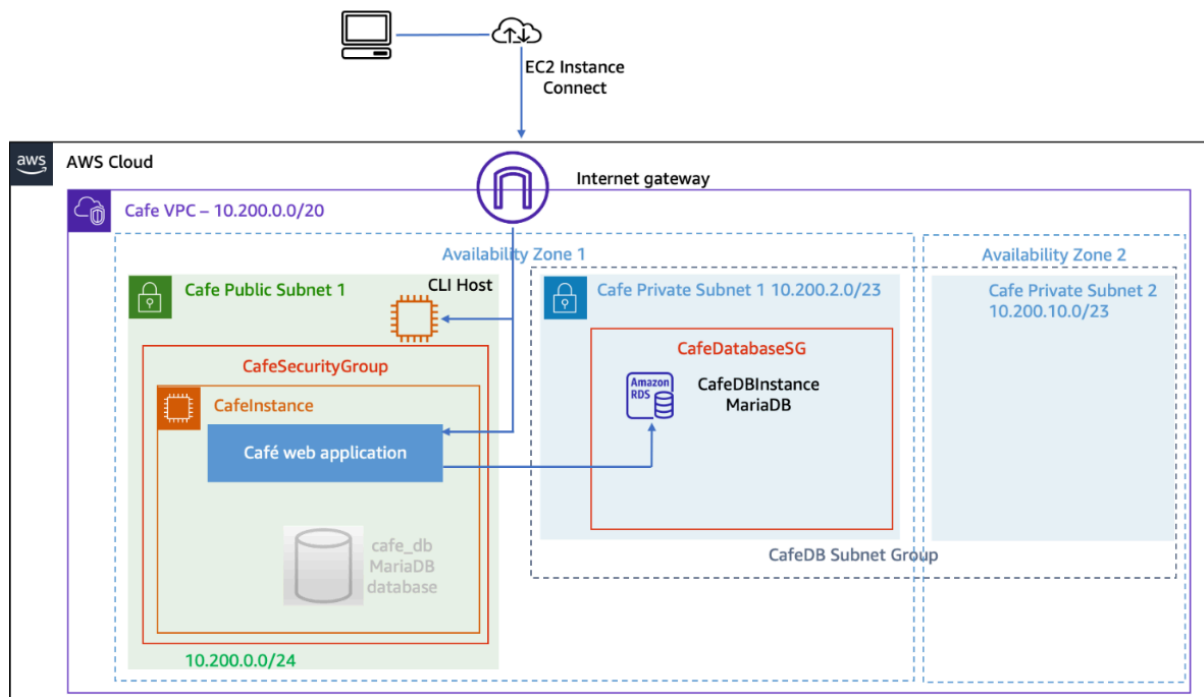 EC2 Instance
Connect
aws
AWS Cloud
Internet gateway
Cafe VPC – 10.200.0.0/20
Availability Zone 1
Availability Zone 2
Cafe Public Subnet 1
CLI Host
Cafe Private Subnet 1 10.200.2.0/23
Cafe Private Subnet 2
10.200.10.0/23
CafeSecurityGroup
CafeDatabaseSG
CafeInstance
Amazon
RDS
CafeDBInstance
MariaDB
Café web application
cafe_db
MariaDB
database
CafeDB Subnet Group
10.200.0.0/24